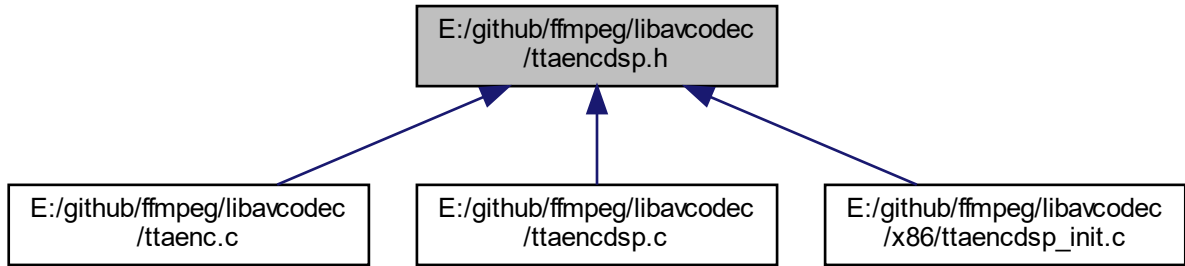 E:/github/ffmpeg/libavcodec
/ttaencdsp.h
E:/github/ffmpeg/libavcodec
/ttaenc.c
E:/github/ffmpeg/libavcodec
/ttaencdsp.c
E:/github/ffmpeg/libavcodec
/x86/ttaencdsp_init.c